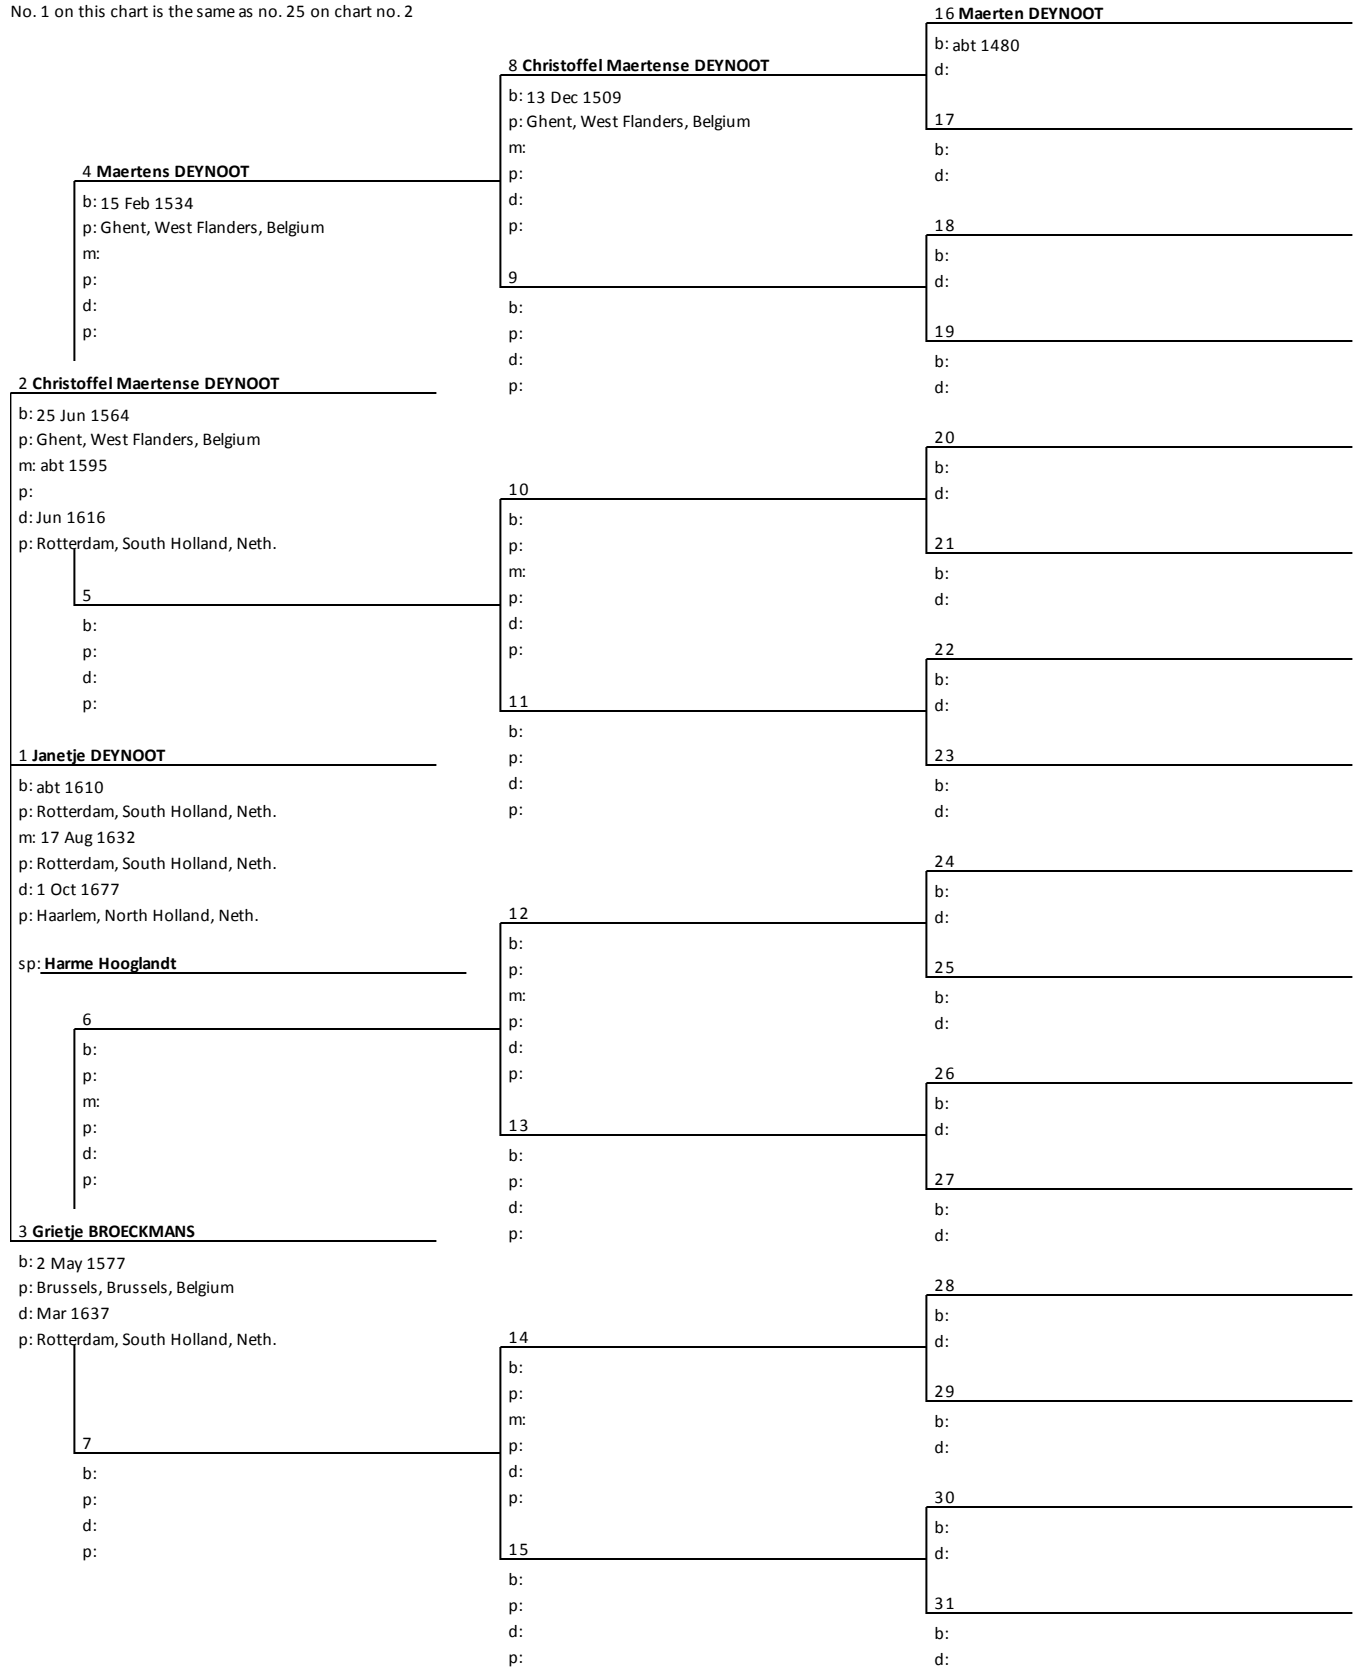 No. 1 on this chart is the same as no. 25 on chart no. 2
16 Maerten DEYNOOT
b: abt 1480
d:
8 Christoffel Maertense DEYNOOT
b: 13 Dec 1509
p: Ghent, West Flanders, Belgium
m:
p:
d:
p:
17
b:
d:
4 Maertens DEYNOOT
b: 15 Feb 1534
p: Ghent, West Flanders, Belgium
m:
p:
d:
p:
18
b:
d:
9
b:
p:
d:
p:
19
b:
d:
2 Christoffel Maertense DEYNOOT
b: 25 Jun 1564
p: Ghent, West Flanders, Belgium
m: abt 1595
p:
d: Jun 1616
p: Rotterdam, South Holland, Neth.
20
b:
d:
10
b:
p:
m:
p:
d:
p:
21
b:
d:
5
b:
p:
d:
p:
22
b:
d:
11
b:
p:
d:
p:
23
b:
d:
1 Janetje DEYNOOT
b: abt 1610
p: Rotterdam, South Holland, Neth.
m: 17 Aug 1632
p: Rotterdam, South Holland, Neth.
d: 1 Oct 1677
p: Haarlem, North Holland, Neth.
sp: Harme Hooglandt
24
b:
d:
12
b:
p:
m:
p:
d:
p:
25
b:
d:
6
b:
p:
m:
p:
d:
p:
26
b:
d:
13
b:
p:
d:
p:
27
b:
d:
3 Grietje BROECKMANS
b: 2 May 1577
p: Brussels, Brussels, Belgium
d: Mar 1637
p: Rotterdam, South Holland, Neth.
28
b:
d:
14
b:
p:
m:
p:
d:
p:
29
b:
d:
7
b:
p:
d:
p:
30
b:
d:
15
b:
p:
d:
p:
31
b:
d: